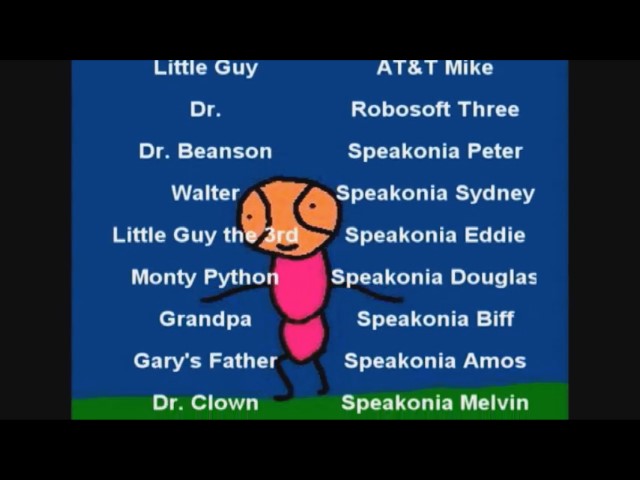 Little Guy AT&T Mike
Dr. Robosoft Three
Dr. Beanson Speakonia Peter
Walter Speakonia Sydney
Little Guy the 3rd Speakonia Eddie
Monty Python Speakonia Douglas
Grandpa Speakonia Biff
Gary's Father Speakonia Amos
Dr. Clown Speakonia Melvin